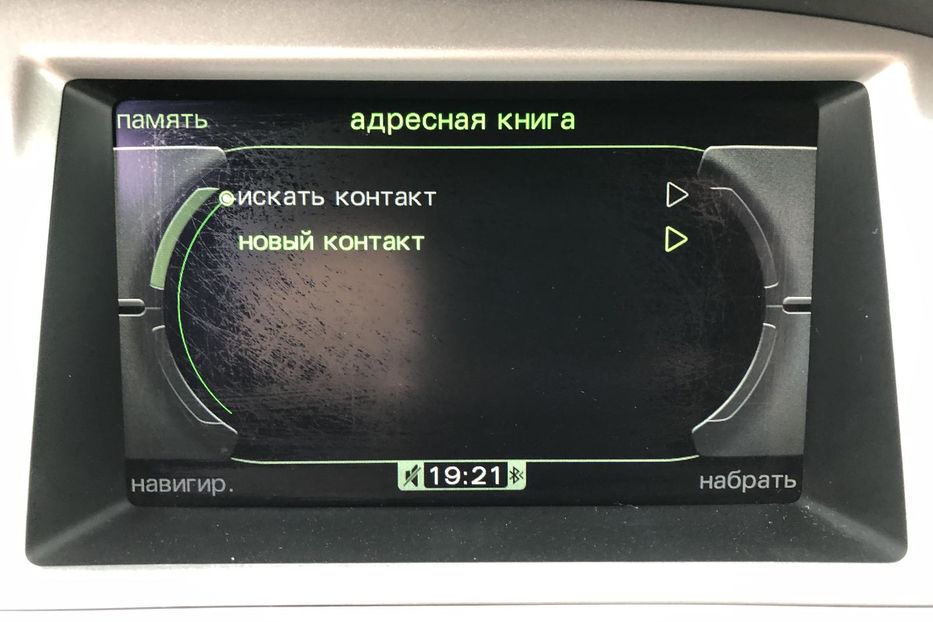 память
адресная книга
искать контакт
новый контакт
навигир.
19:21
набрать